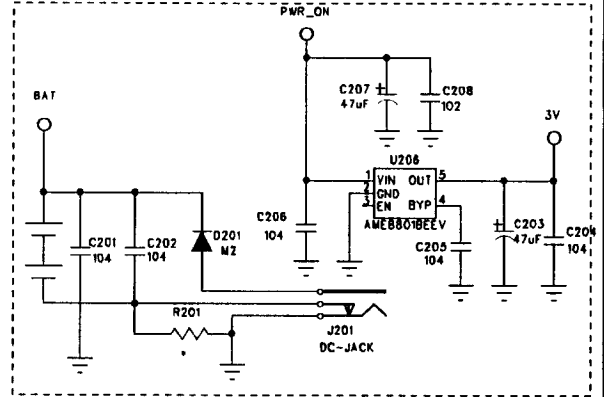 PWR_ON
C207
47uF
C208
102
BAT
3V
U206
1 VIN OUT 5
2 GND
3 EN BYP 4
AME8801BEEV
C206
104
C201
104
C202
104
D201
M2
C205
104
C203
47uF
C204
104
R201
*
J201
DC-JACK